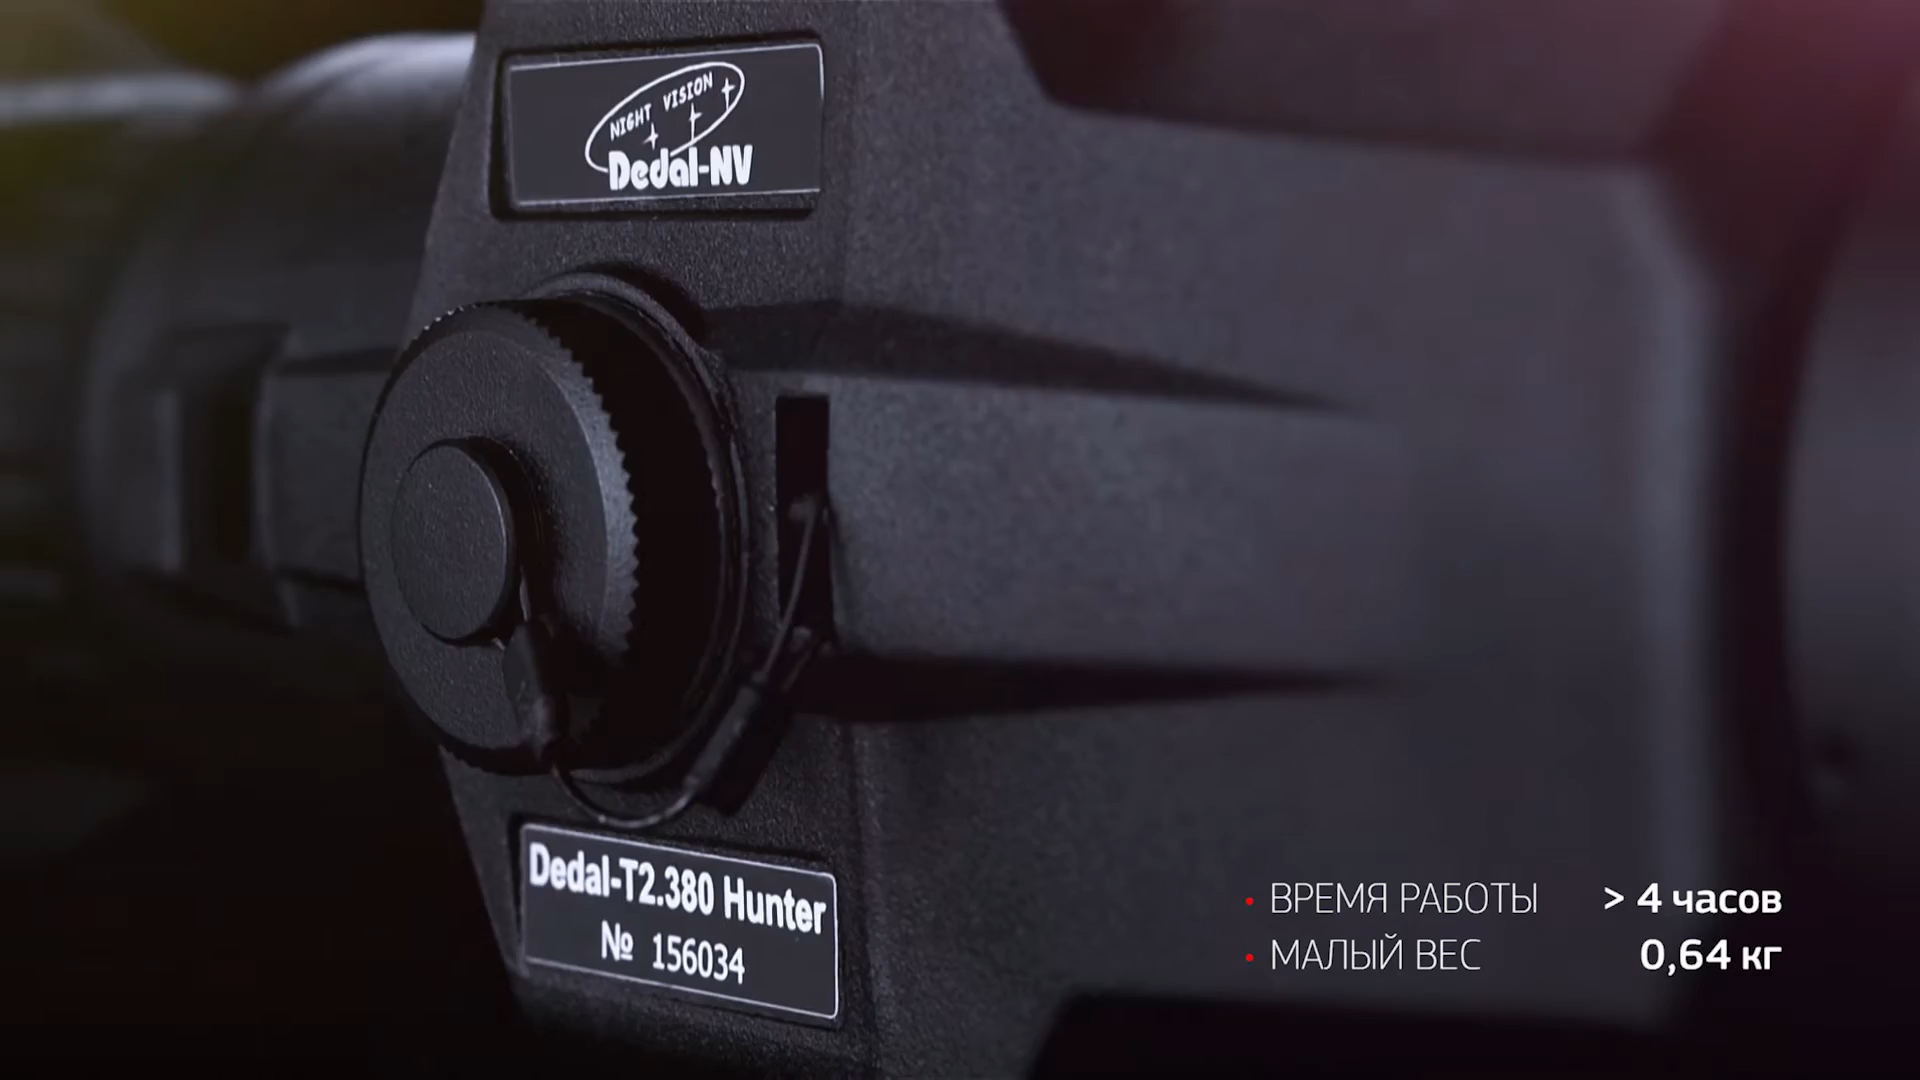 NIGHT VISION
Dedal-NV
Dedal-T2.380 Hunter
№ 156034
• ВРЕМЯ РАБОТЫ > 4 часов
• МАЛЫЙ ВЕС 0,64 кг